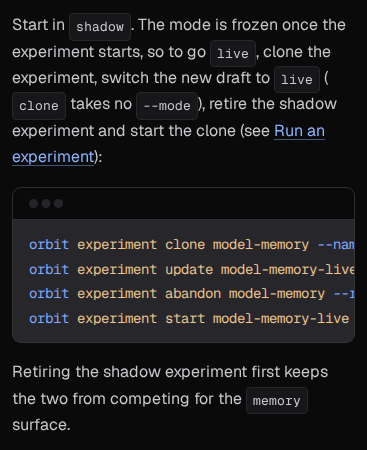 Start in shadow. The mode is frozen once the
experiment starts, so to go live, clone the
experiment, switch the new draft to live (
clone takes no --mode), retire the shadow
experiment and start the clone (see Run an
experiment):
orbit experiment clone model-memory
orbit experiment update model-memory-live
orbit experiment abandon model-memory
orbit experiment start model-memory-live
Retiring the shadow experiment first keeps
the two from competing for the memory
surface.